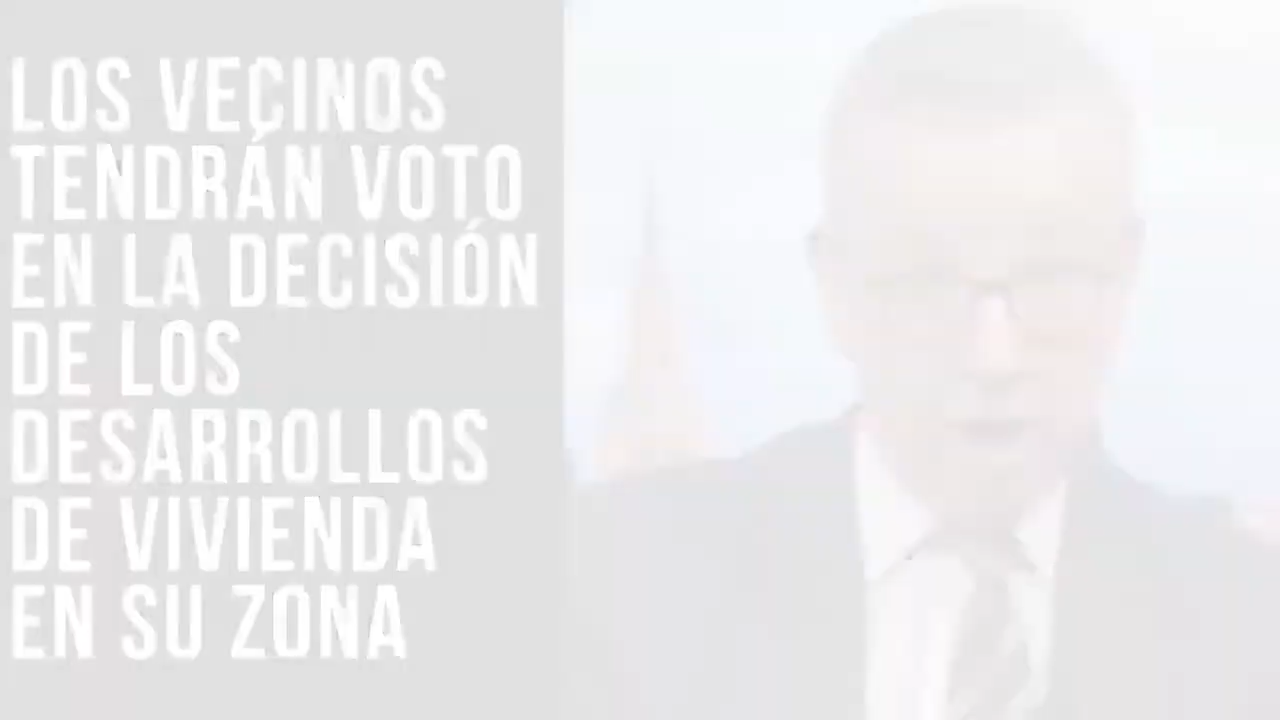 LOS VECINOS
TENDRÁN VOTO
EN LA DECISIÓN
DE LOS
DESARROLLOS
DE VIVIENDA
EN SU ZONA